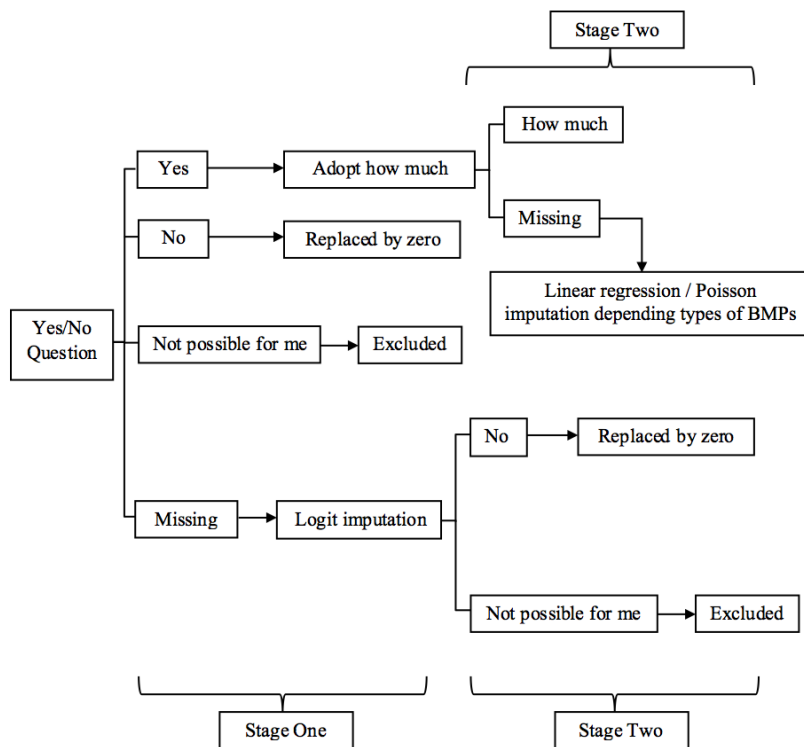 Stage Two
How much
Yes
Adopt how much
Missing
No
Replaced by zero
Linear regression / Poisson
imputation depending types of BMPs
Yes/No
Question
Not possible for me
Excluded
No
Replaced by zero
Missing
Logit imputation
Not possible for me
Excluded
Stage One
Stage Two